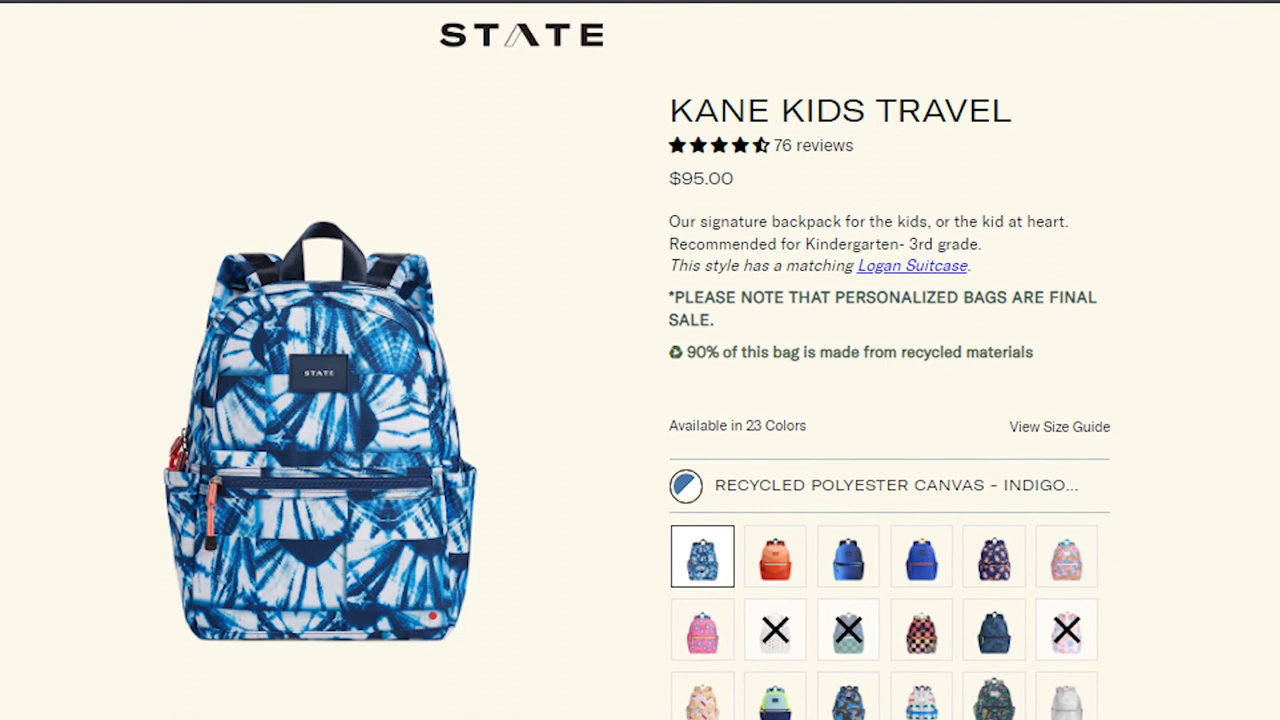 STATE
KANE KIDS TRAVEL
76 reviews
$95.00
Our signature backpack for the kids, or the kid at heart.
Recommended for Kindergarten- 3rd grade.
This style has a matching Logan Suitcase.
*PLEASE NOTE THAT PERSONALIZED BAGS ARE FINAL
SALE.
90% of this bag is made from recycled materials
STATE
Available in 23 Colors
View Size Guide
RECYCLED POLYESTER CANVAS - INDIGO...